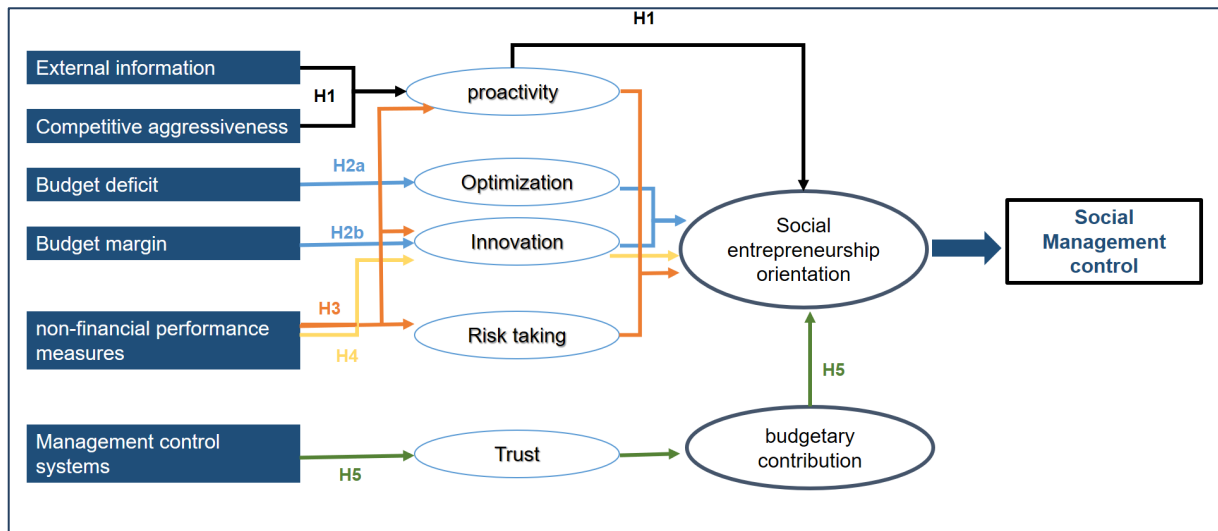 H1
External information
H1
Competitive aggressiveness
proactivity
Budget deficit
H2a
Optimization
Budget margin
H2b
Innovation
Social
entrepreneurship
orientation
Social
Management
control
non-financial performance
measures
H3
H4
Risk taking
H5
Management control
systems
H5
Trust
budgetary
contribution